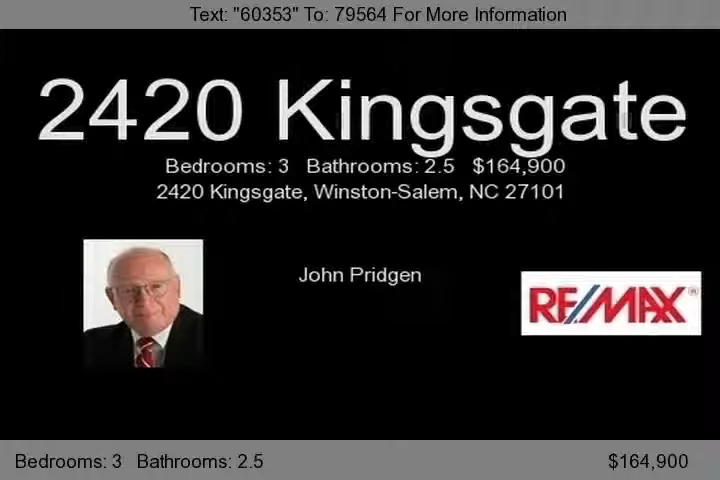 Text: "60353" To: 79564 For More Information
2420 Kingsgate
Bedrooms: 3 Bathrooms: 2.5 $164,900
2420 Kingsgate, Winston-Salem, NC 27101
John Pridgen
RE/MAX®
Bedrooms: 3 Bathrooms: 2.5 $164,900